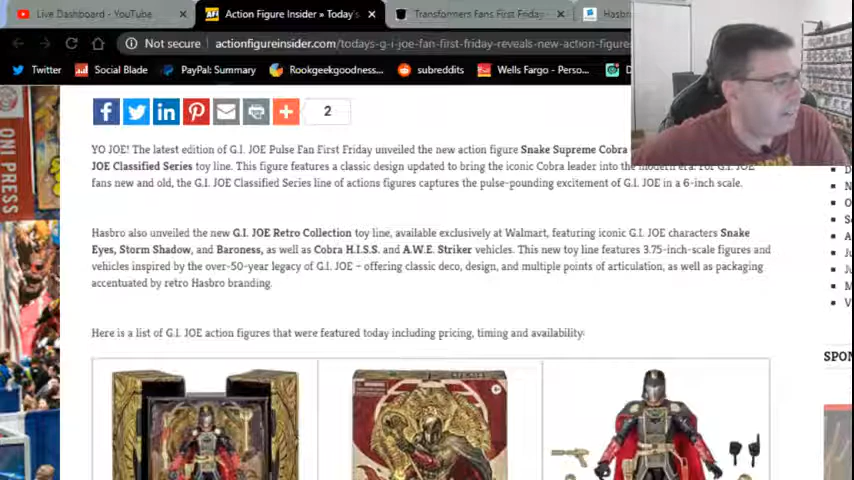 Live Dashboard - YouTube
Action Figure Insider » Today's
Transformers Fans First Friday
Hasb
Not secure
actionfigureinsider.com/todays-g-i-joe-fan-first-friday-reveals-new-action-figure
Twitter
Social Blade
PayPal: Summary
Rookgeekgoodness...
subreddits
Wells Fargo - Perso...
ONI PRESS
2
YO JOE! The latest edition of G.I. JOE Pulse Fan First Friday unveiled the new action figure Snake Supreme Cobra
JOE Classified Series toy line. This figure features a classic design updated to bring the iconic Cobra leader into the modern era. For G.I. JOE
fans new and old, the G.I. JOE Classified Series line of actions figures captures the pulse-pounding excitement of G.I. JOE in a 6-inch scale.
Hasbro also unveiled the new G.I. JOE Retro Collection toy line, available exclusively at Walmart, featuring iconic G.I. JOE characters Snake
Eyes, Storm Shadow, and Baroness, as well as Cobra H.I.S.S. and A.W.E. Striker vehicles. This new toy line features 3.75-inch-scale figures and
vehicles inspired by the over-50-year legacy of G.I. JOE – offering classic deco, design, and multiple points of articulation, as well as packaging
accentuated by retro Hasbro branding.
Here is a list of G.I. JOE action figures that were featured today including pricing, timing and availability:
SPON